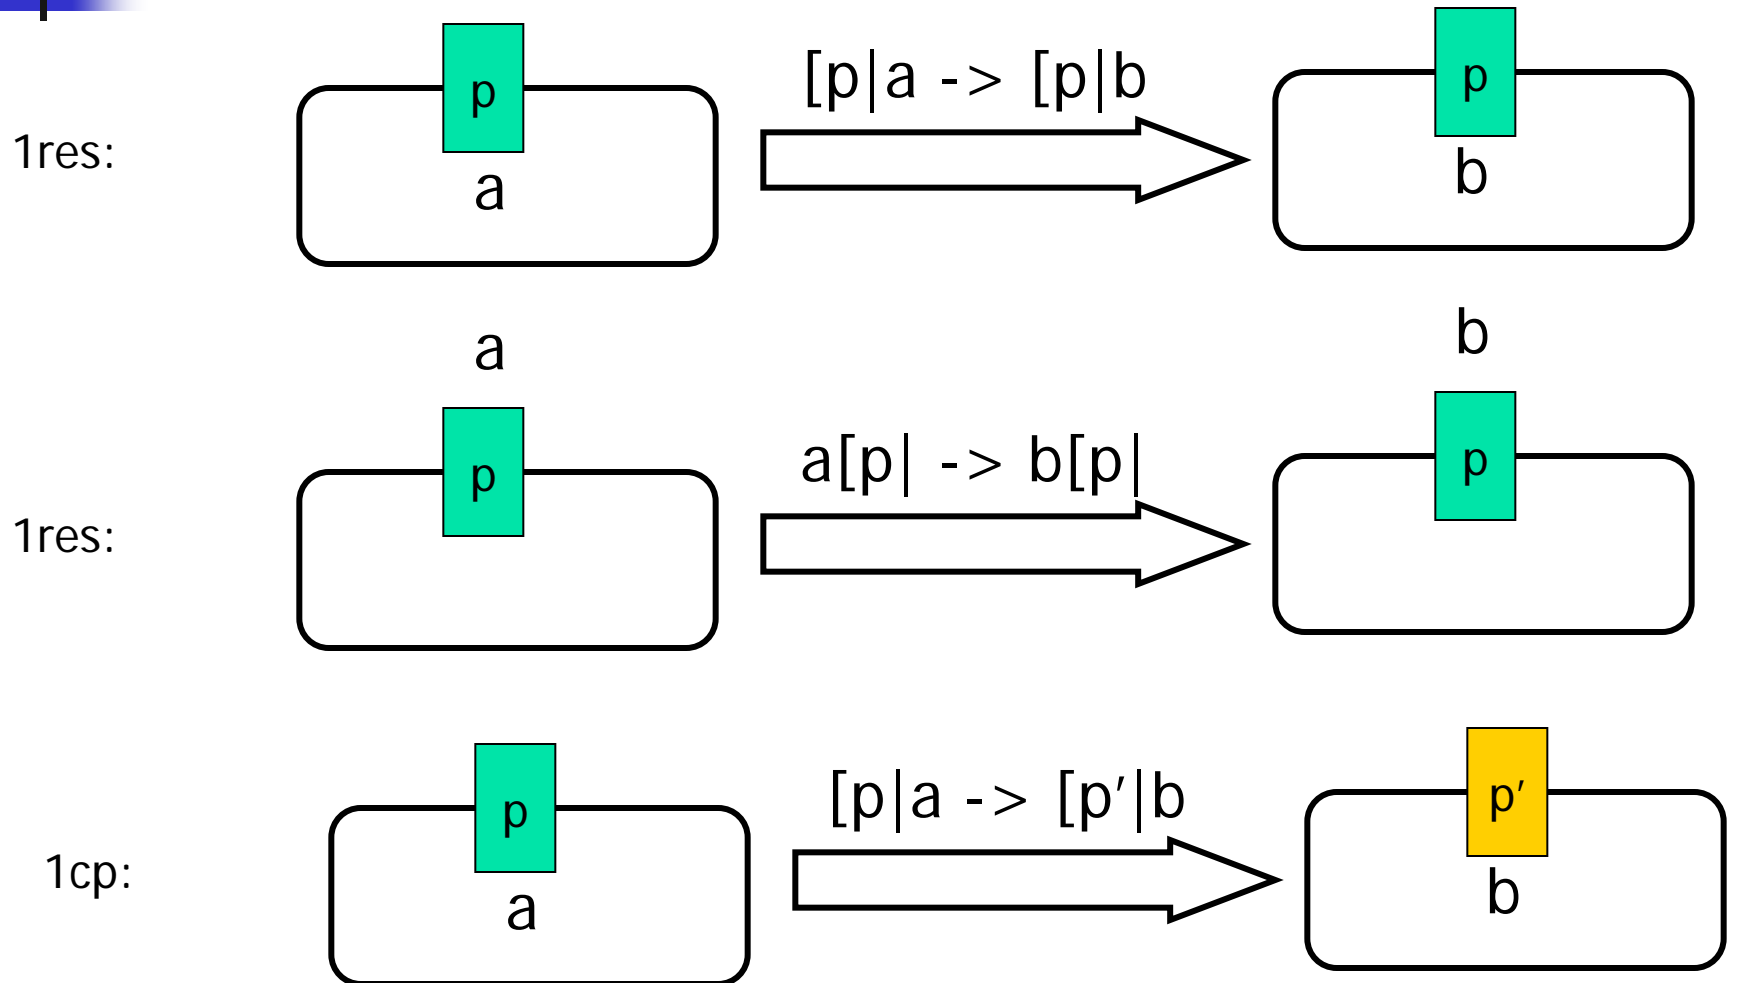 p
[p|a -> [p|b
p
1res:
a
b
a
b
p
a[p| -> b[p|
p
1res:
p
[p|a -> [p′|b
p′
1cp:
a
b